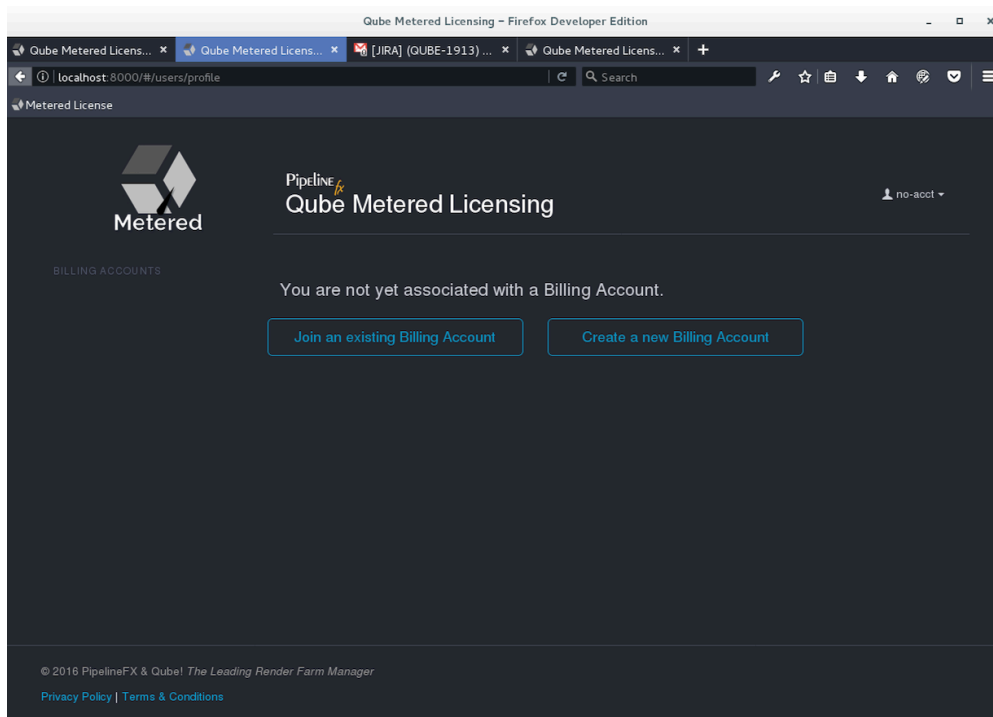 Qube Metered Licensing – Firefox Developer Edition
Qube Metered Licens... × Qube Metered Licens... × [JIRA] (QUBE-1913) ... × Qube Metered Licens... × +
localhost:8000/#/users/profile Search
Metered License
Metered
Pipelinefx
Qube Metered Licensing
no-acct
BILLING ACCOUNTS
You are not yet associated with a Billing Account.
Join an existing Billing Account Create a new Billing Account
© 2016 PipelineFX & Qube! The Leading Render Farm Manager
Privacy Policy | Terms & Conditions